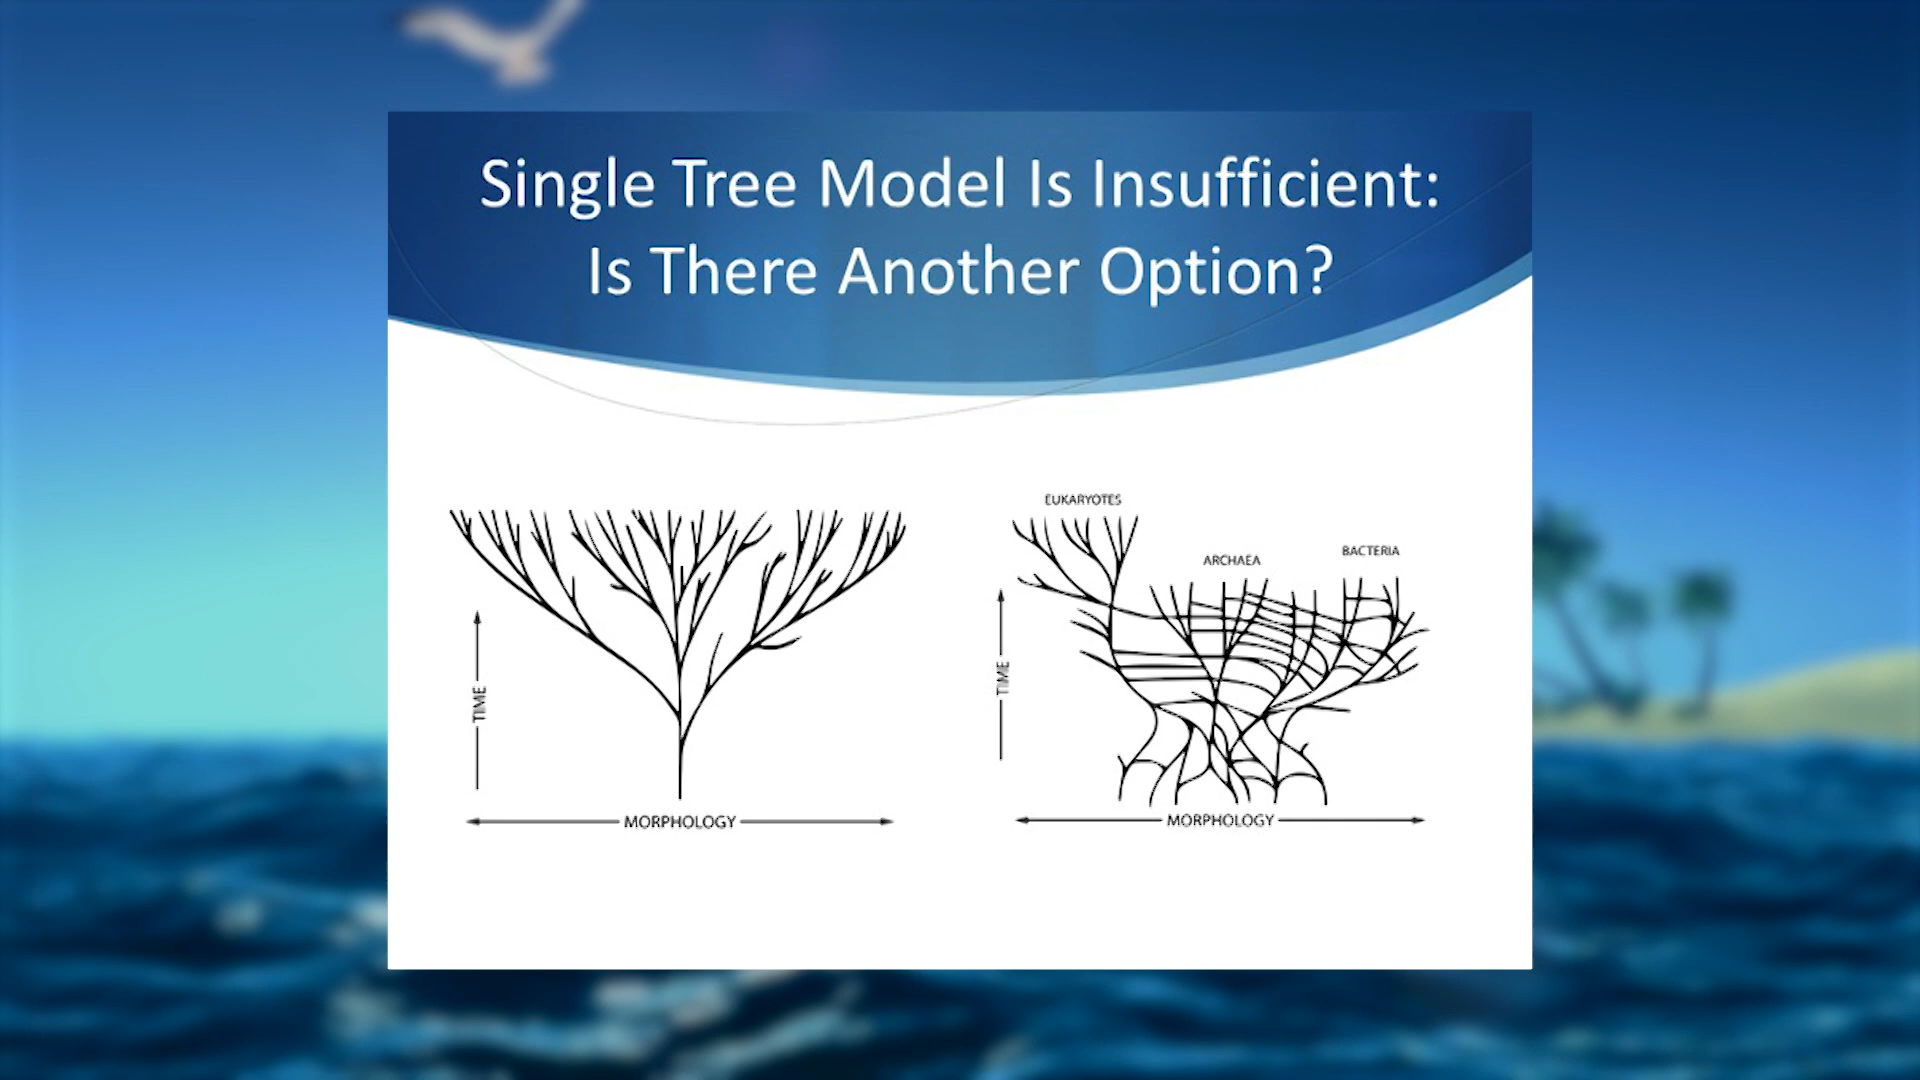 Single Tree Model Is Insufficient:
Is There Another Option?
TIME
MORPHOLOGY
EUKARYOTES
ARCHAEA
BACTERIA
TIME
MORPHOLOGY